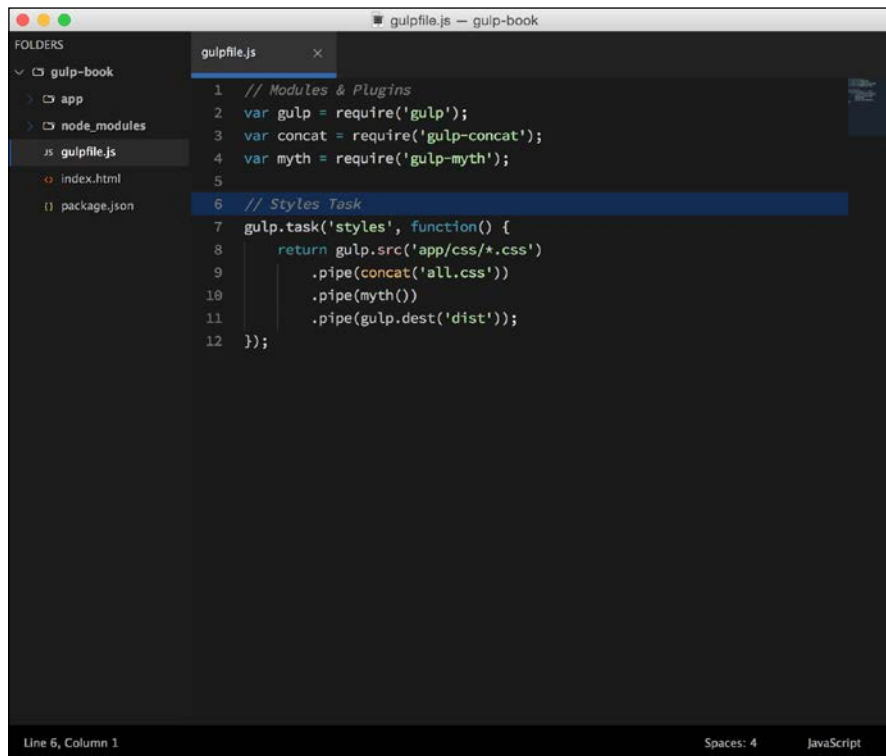 gulpfile.js — gulp-book
FOLDERS
gulp-book
app
node_modules
JS gulpfile.js
<> index.html
{} package.json
gulpfile.js ×
1 // Modules & Plugins
2 var gulp = require('gulp');
3 var concat = require('gulp-concat');
4 var myth = require('gulp-myth');
5
6 // Styles Task
7 gulp.task('styles', function() {
8     return gulp.src('app/css/*.css')
9         .pipe(concat('all.css'))
10         .pipe(myth())
11         .pipe(gulp.dest('dist'));
12 });
Line 6, Column 1
Spaces: 4
JavaScript